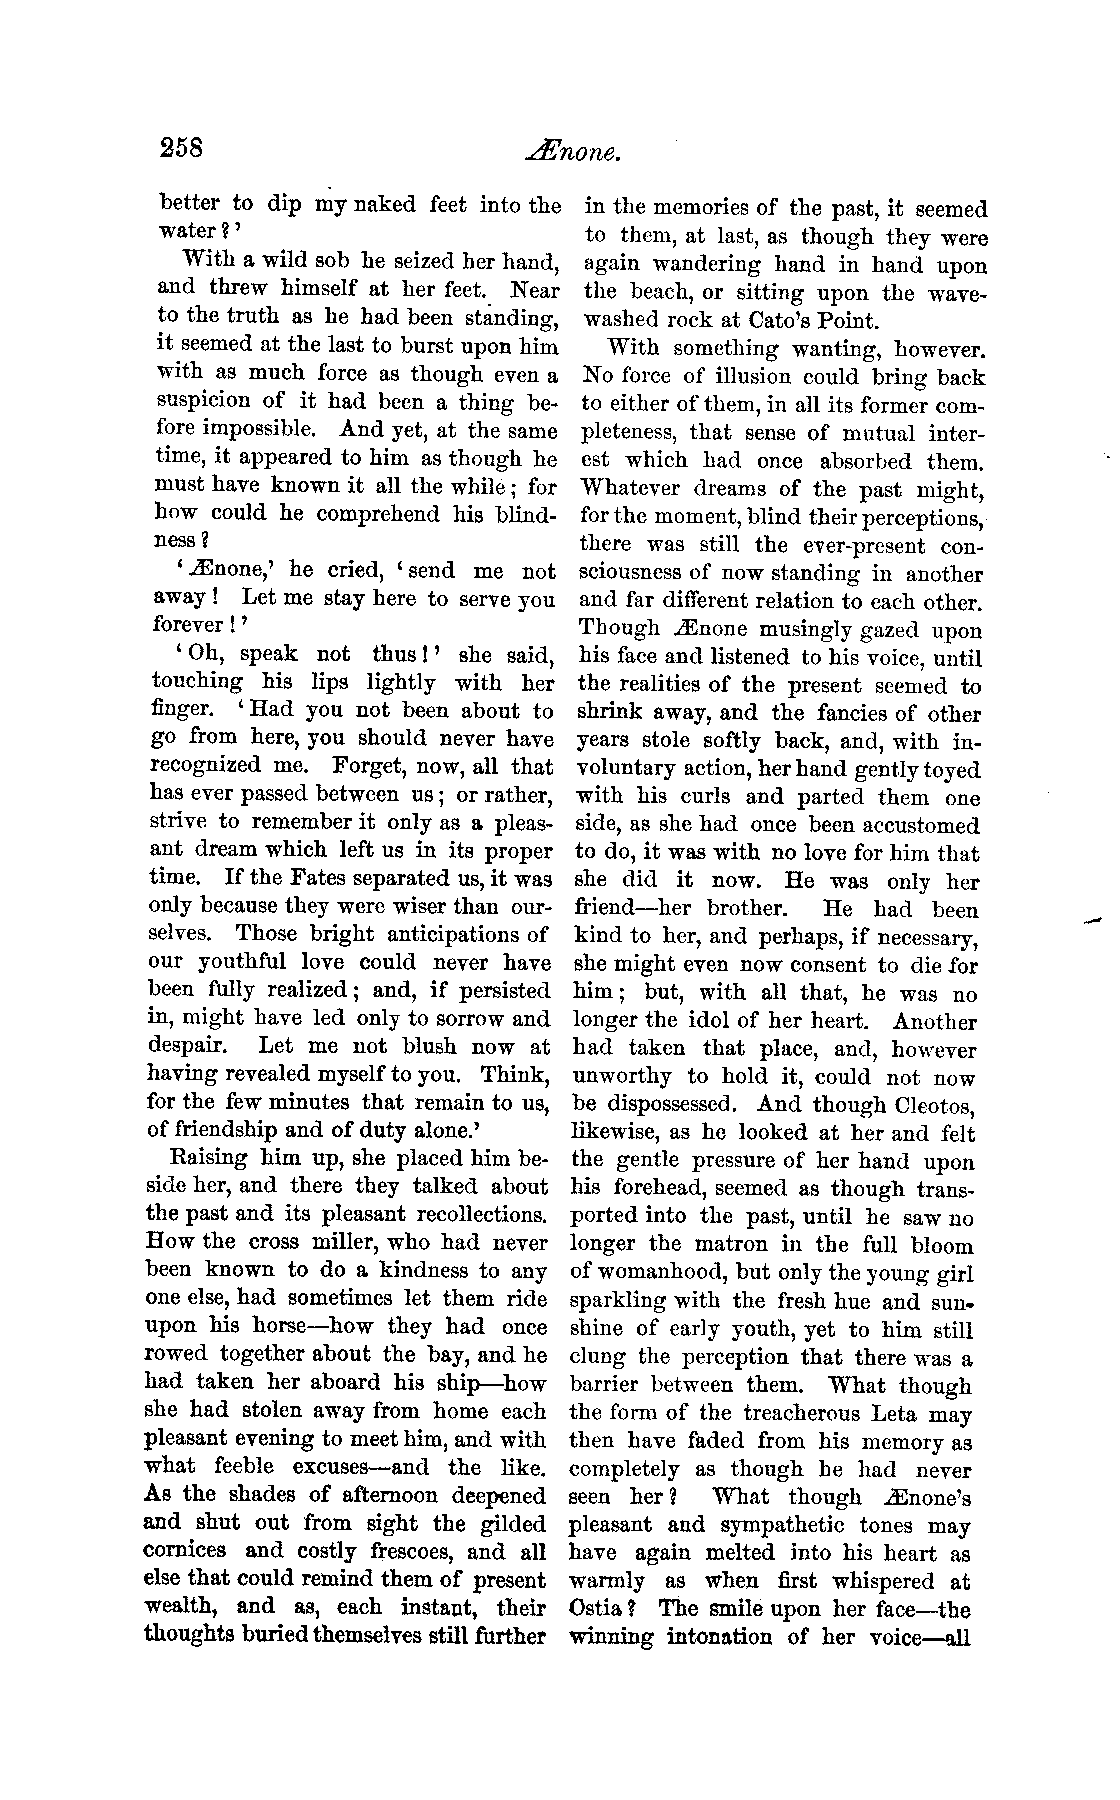 258
Ænone.
better to dip my naked feet into the
water?'
With a wild sob he seized her hand,
and threw himself at her feet. Near
to the truth as he had been standing,
it seemed at the last to burst upon him
with as much force as though even a
suspicion of it had been a thing be-
fore impossible. And yet, at the same
time, it appeared to him as though he
must have known it all the while; for
how could he comprehend his blind-
ness?
'Ænone,' he cried, 'send me not
away! Let me stay here to serve you
forever!'
'Oh, speak not thus!' she said,
touching his lips lightly with her
finger. 'Had you not been about to
go from here, you should never have
recognized me. Forget, now, all that
has ever passed between us; or rather,
strive to remember it only as a pleas-
ant dream which left us in its proper
time. If the Fates separated us, it was
only because they were wiser than our-
selves. Those bright anticipations of
our youthful love could never have
been fully realized; and, if persisted
in, might have led only to sorrow and
despair. Let me not blush now at
having revealed myself to you. Think,
for the few minutes that remain to us,
of friendship and of duty alone.'
Raising him up, she placed him be-
side her, and there they talked about
the past and its pleasant recollections.
How the cross miller, who had never
been known to do a kindness to any
one else, had sometimes let them ride
upon his horse—how they had once
rowed together about the bay, and he
had taken her aboard his ship—how
she had stolen away from home each
pleasant evening to meet him, and with
what feeble excuses—and the like.
As the shades of afternoon deepened
and shut out from sight the gilded
cornices and costly frescoes, and all
else that could remind them of present
wealth, and as, each instant, their
thoughts buried themselves still further
in the memories of the past, it seemed
to them, at last, as though they were
again wandering hand in hand upon
the beach, or sitting upon the wave-
washed rock at Cato's Point.
With something wanting, however.
No force of illusion could bring back
to either of them, in all its former com-
pleteness, that sense of mutual inter-
est which had once absorbed them.
Whatever dreams of the past might,
for the moment, blind their perceptions,
there was still the ever-present con-
sciousness of now standing in another
and far different relation to each other.
Though Ænone musingly gazed upon
his face and listened to his voice, until
the realities of the present seemed to
shrink away, and the fancies of other
years stole softly back, and, with in-
voluntary action, her hand gently toyed
with his curls and parted them one
side, as she had once been accustomed
to do, it was with no love for him that
she did it now. He was only her
friend—her brother. He had been
kind to her, and perhaps, if necessary,
she might even now consent to die for
him; but, with all that, he was no
longer the idol of her heart. Another
had taken that place, and, however
unworthy to hold it, could not now
be dispossessed. And though Cleotos,
likewise, as he looked at her and felt
the gentle pressure of her hand upon
his forehead, seemed as though trans-
ported into the past, until he saw no
longer the matron in the full bloom
of womanhood, but only the young girl
sparkling with the fresh hue and sun-
shine of early youth, yet to him still
clung the perception that there was a
barrier between them. What though
the form of the treacherous Leta may
then have faded from his memory as
completely as though he had never
seen her? What though Ænone's
pleasant and sympathetic tones may
have again melted into his heart as
warmly as when first whispered at
Ostia? The smile upon her face—the
winning intonation of her voice—all